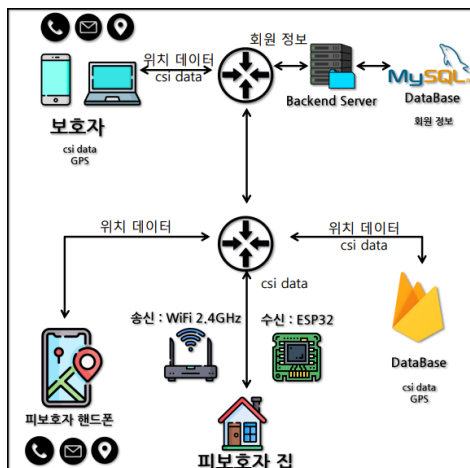 위치 데이터
csi data
회원 정보
Backend Server
MySQL
DataBase
회원 정보
보호자
csi data
GPS
위치 데이터
위치 데이터
csi data
csi data
송신 : WiFi 2.4GHz
수신 : ESP32
피보호자 핸드폰
DataBase
csi data
GPS
피보호자 집